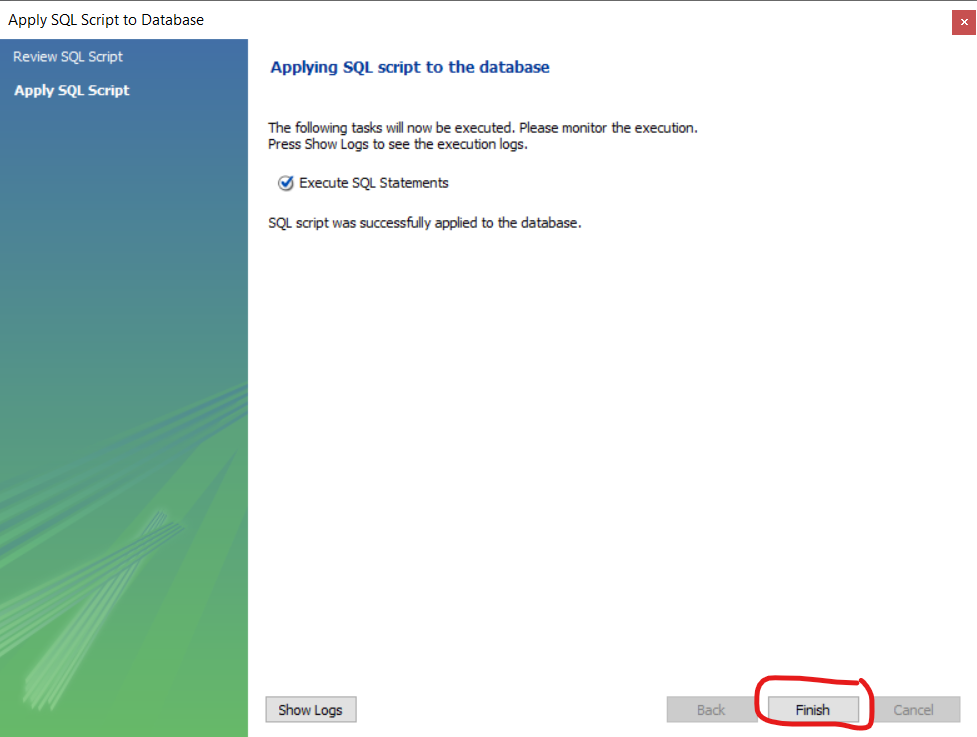 Apply SQL Script to Database
Review SQL Script
Apply SQL Script
Applying SQL script to the database
The following tasks will now be executed. Please monitor the execution.
Press Show Logs to see the execution logs.
Execute SQL Statements
SQL script was successfully applied to the database.
Show Logs
Back
Finish
Cancel